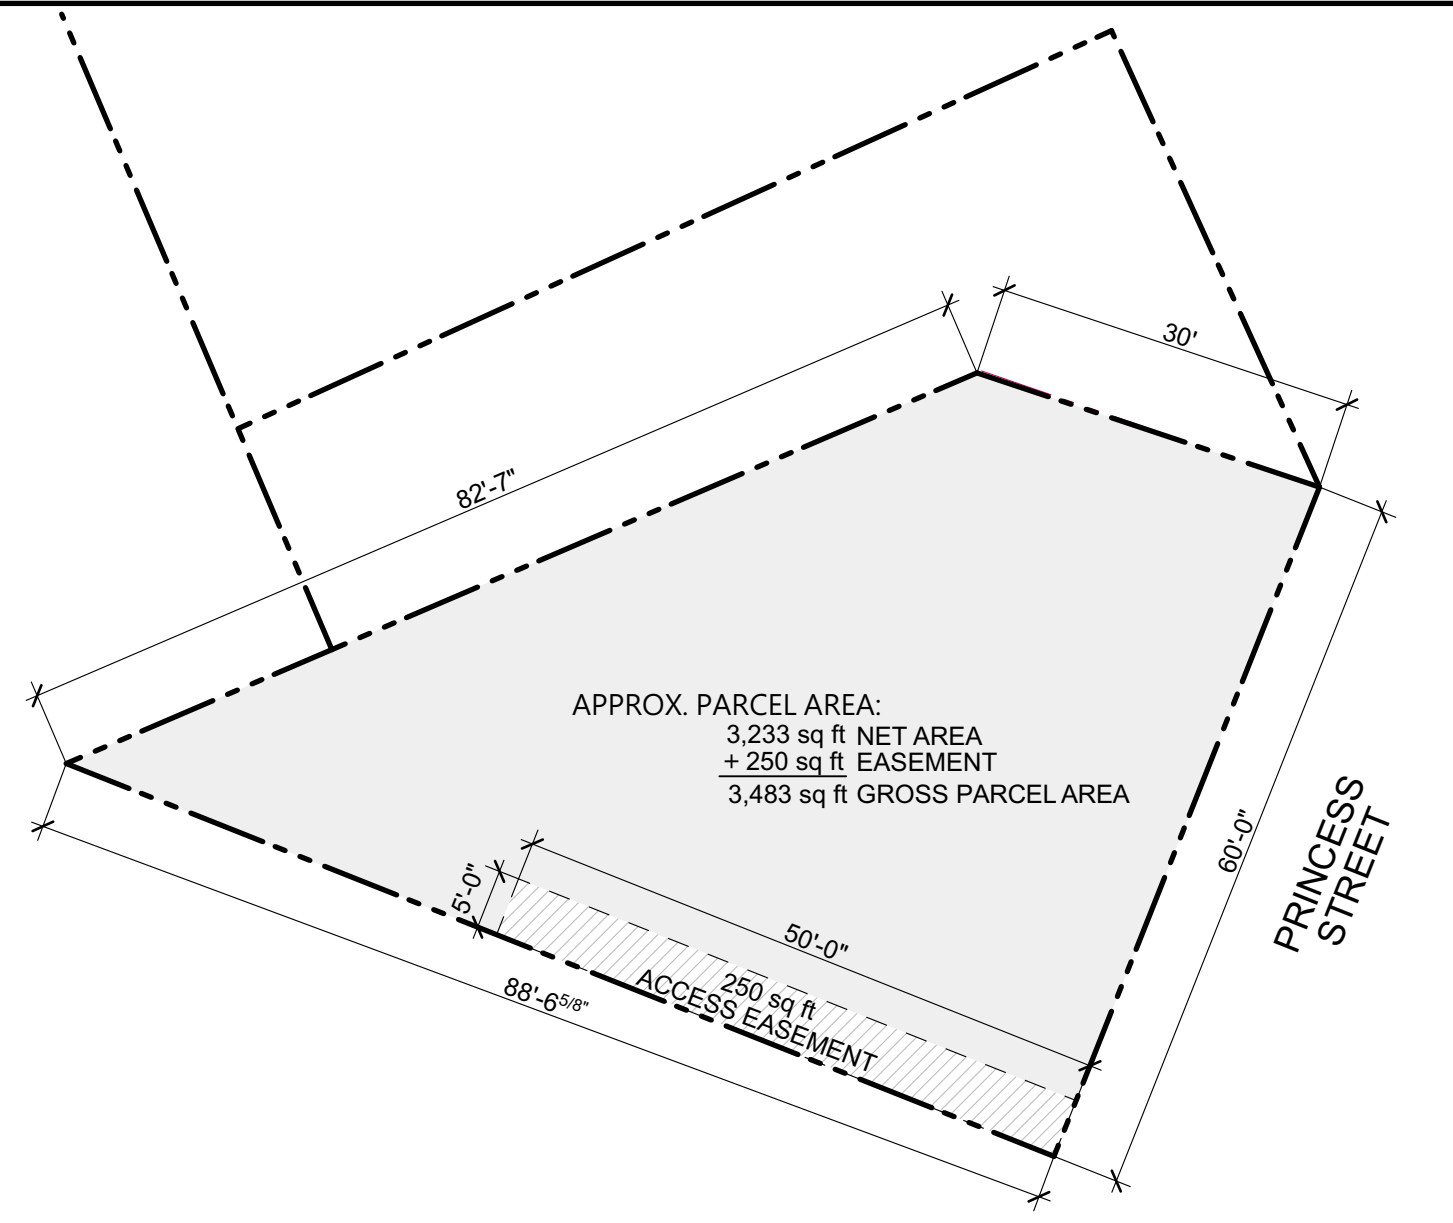 30'
82'-7"
APPROX. PARCEL AREA:
3,233 sq ft NET AREA
+ 250 sq ft EASEMENT
3,483 sq ft GROSS PARCEL AREA
60'-0"
PRINCESS
STREET
5'-0"
50'-0"
88'-6 5/8"
250 sq ft
ACCESS EASEMENT